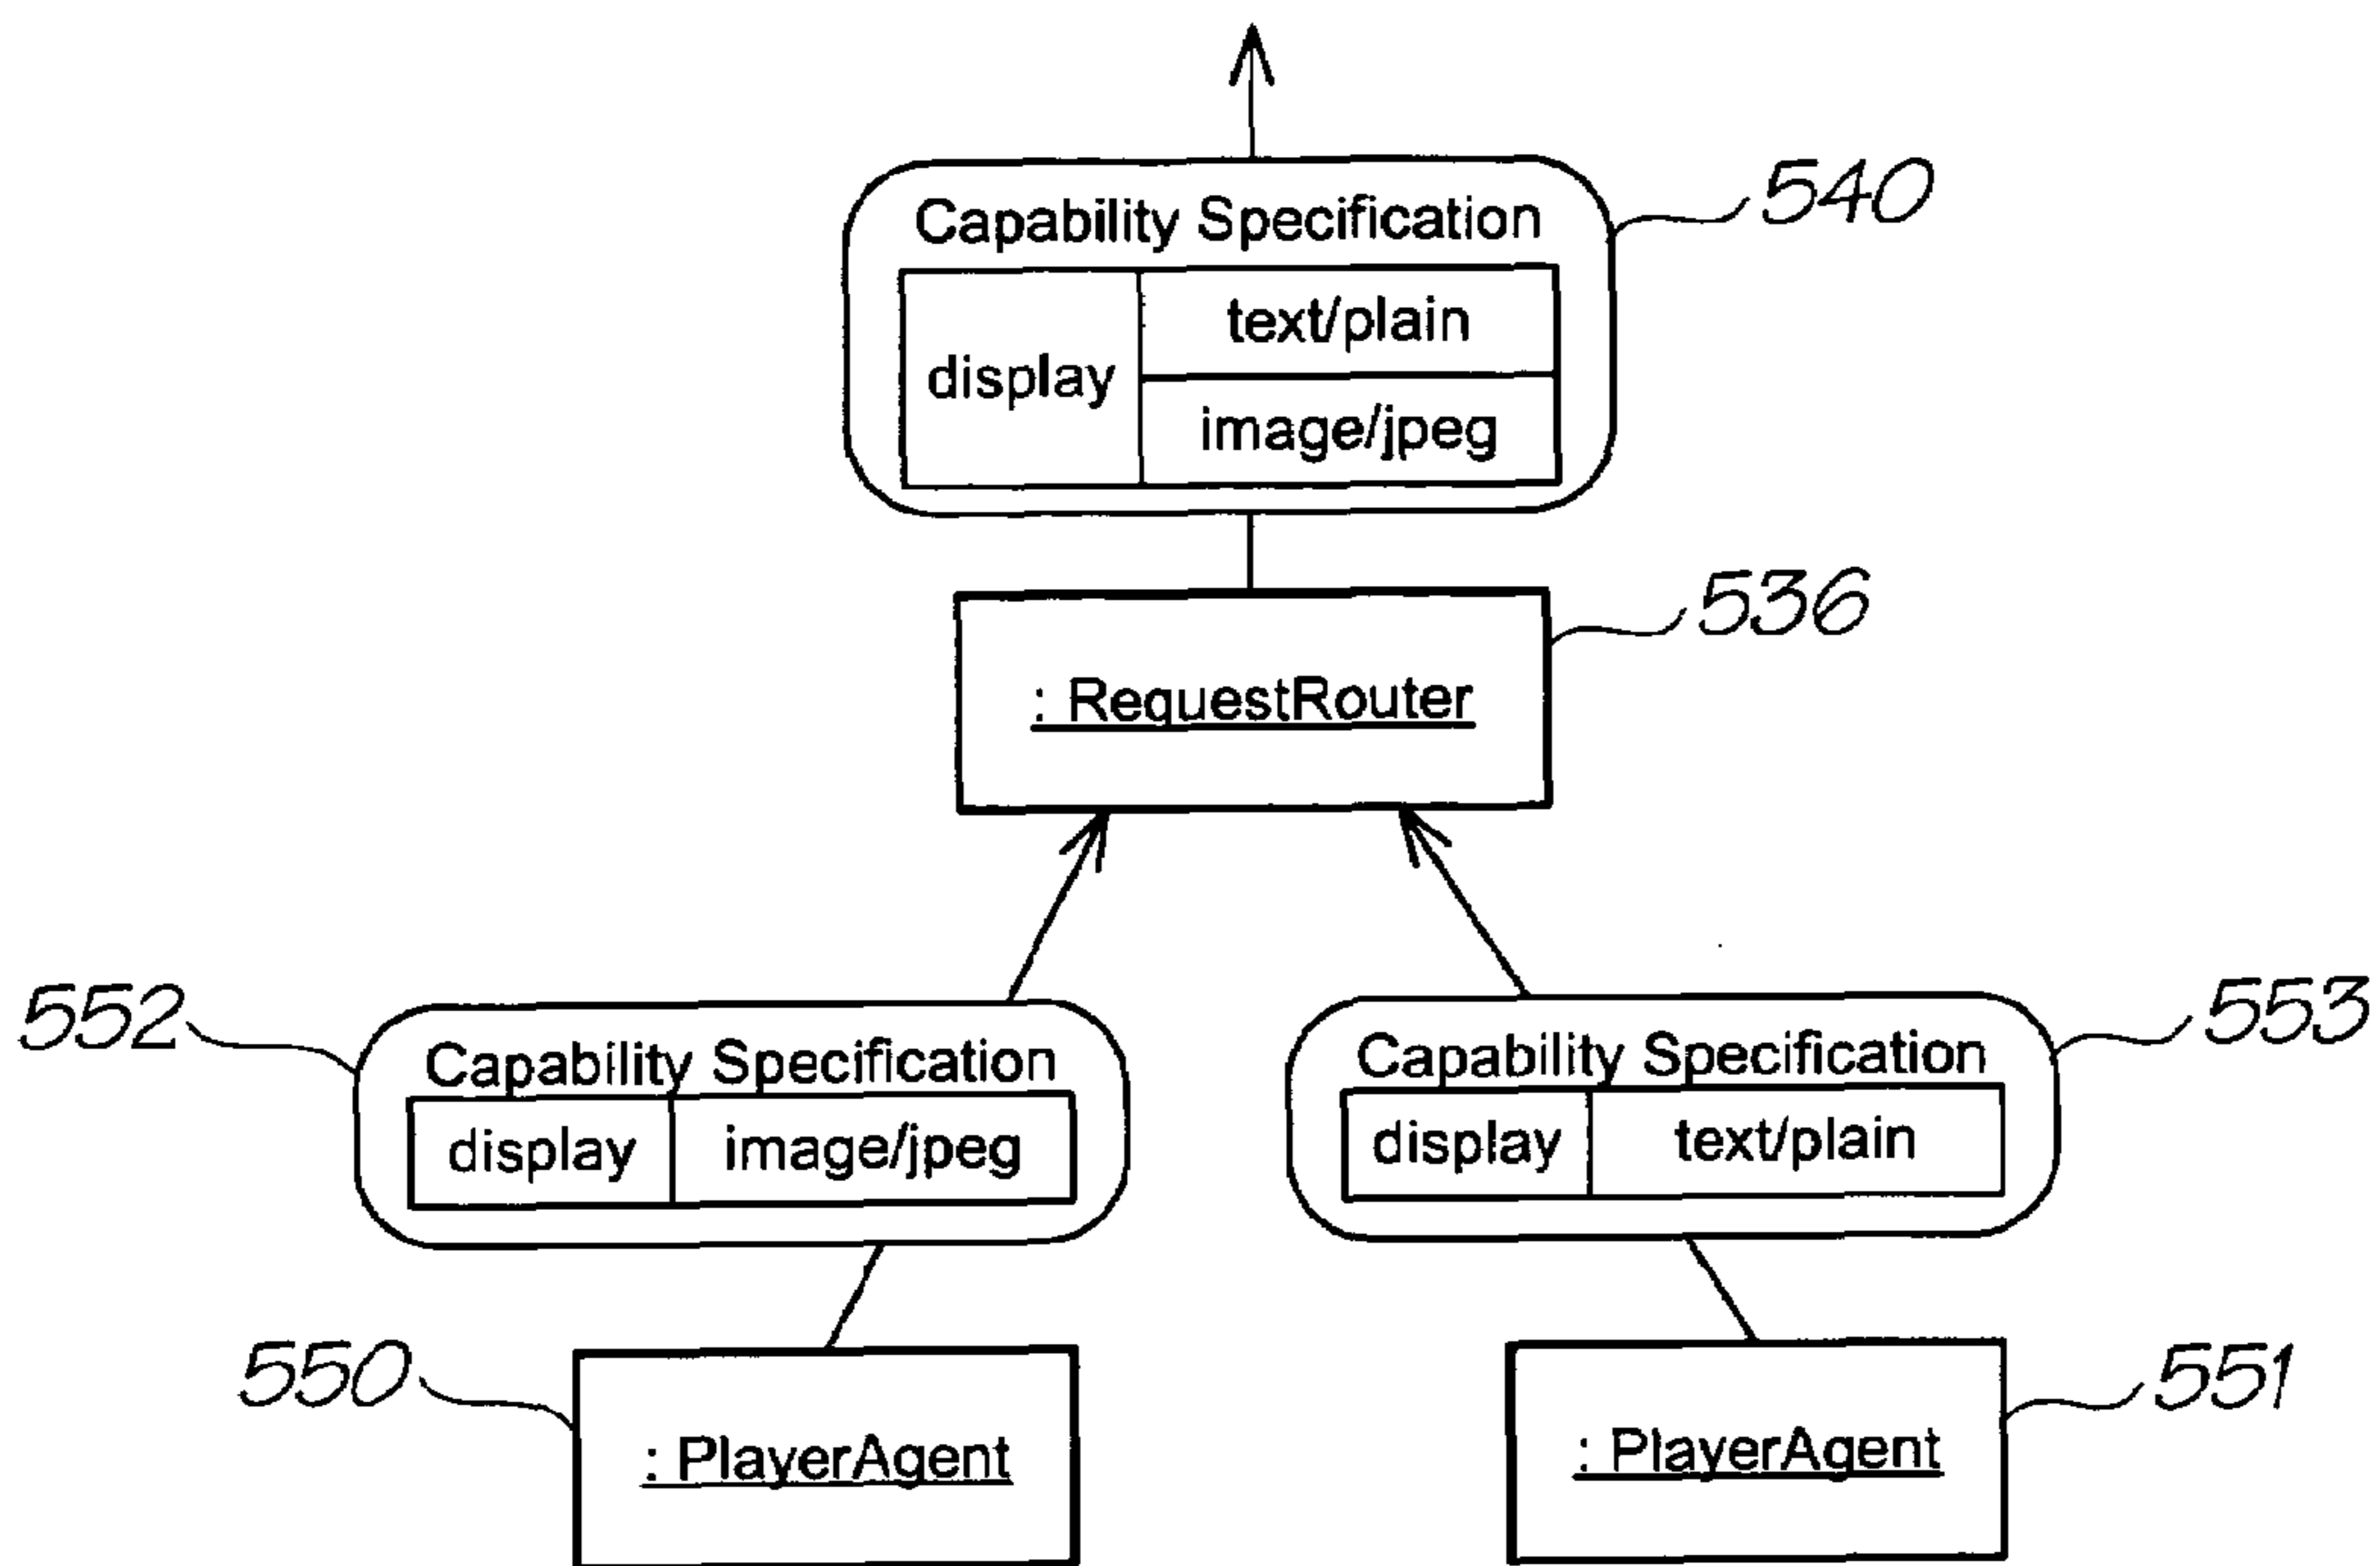 540
Capability Specification
display
text/plain
image/jpeg
536
: RequestRouter
552
Capability Specification
display image/jpeg
553
Capability Specification
display text/plain
550
: PlayerAgent
551
: PlayerAgent